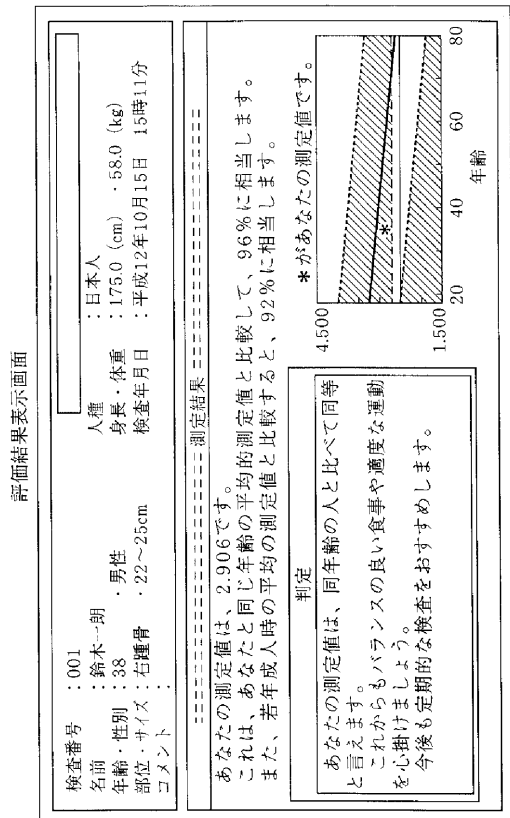 評価結果表示画面
検査番号 :001
名前 :鈴木一朗 人種 :日本人
年齢・性別 :38 ・男性 身長・体重 :175.0 (cm) ・58.0 (kg)
部位・サイズ :右踵骨 ・22~25cm 検査年月日 :平成12年10月15日 15時11分
コメント :
測定結果
あなたの測定値は、2.906です。
これは、あなたと同じ年齢の平均的測定値と比較して、96%に相当します。
また、若年成人時の平均の測定値と比較すると、92%に相当します。
判定
あなたの測定値は、同年齢の人と比べて同等
と言えます。
これからもバランスの良い食事や適度な運動
を心掛けましょう。
今後も定期的な検査をおすすめします。
*があなたの測定値です。
4.500
*
1.500
20 40 60 80
年齢